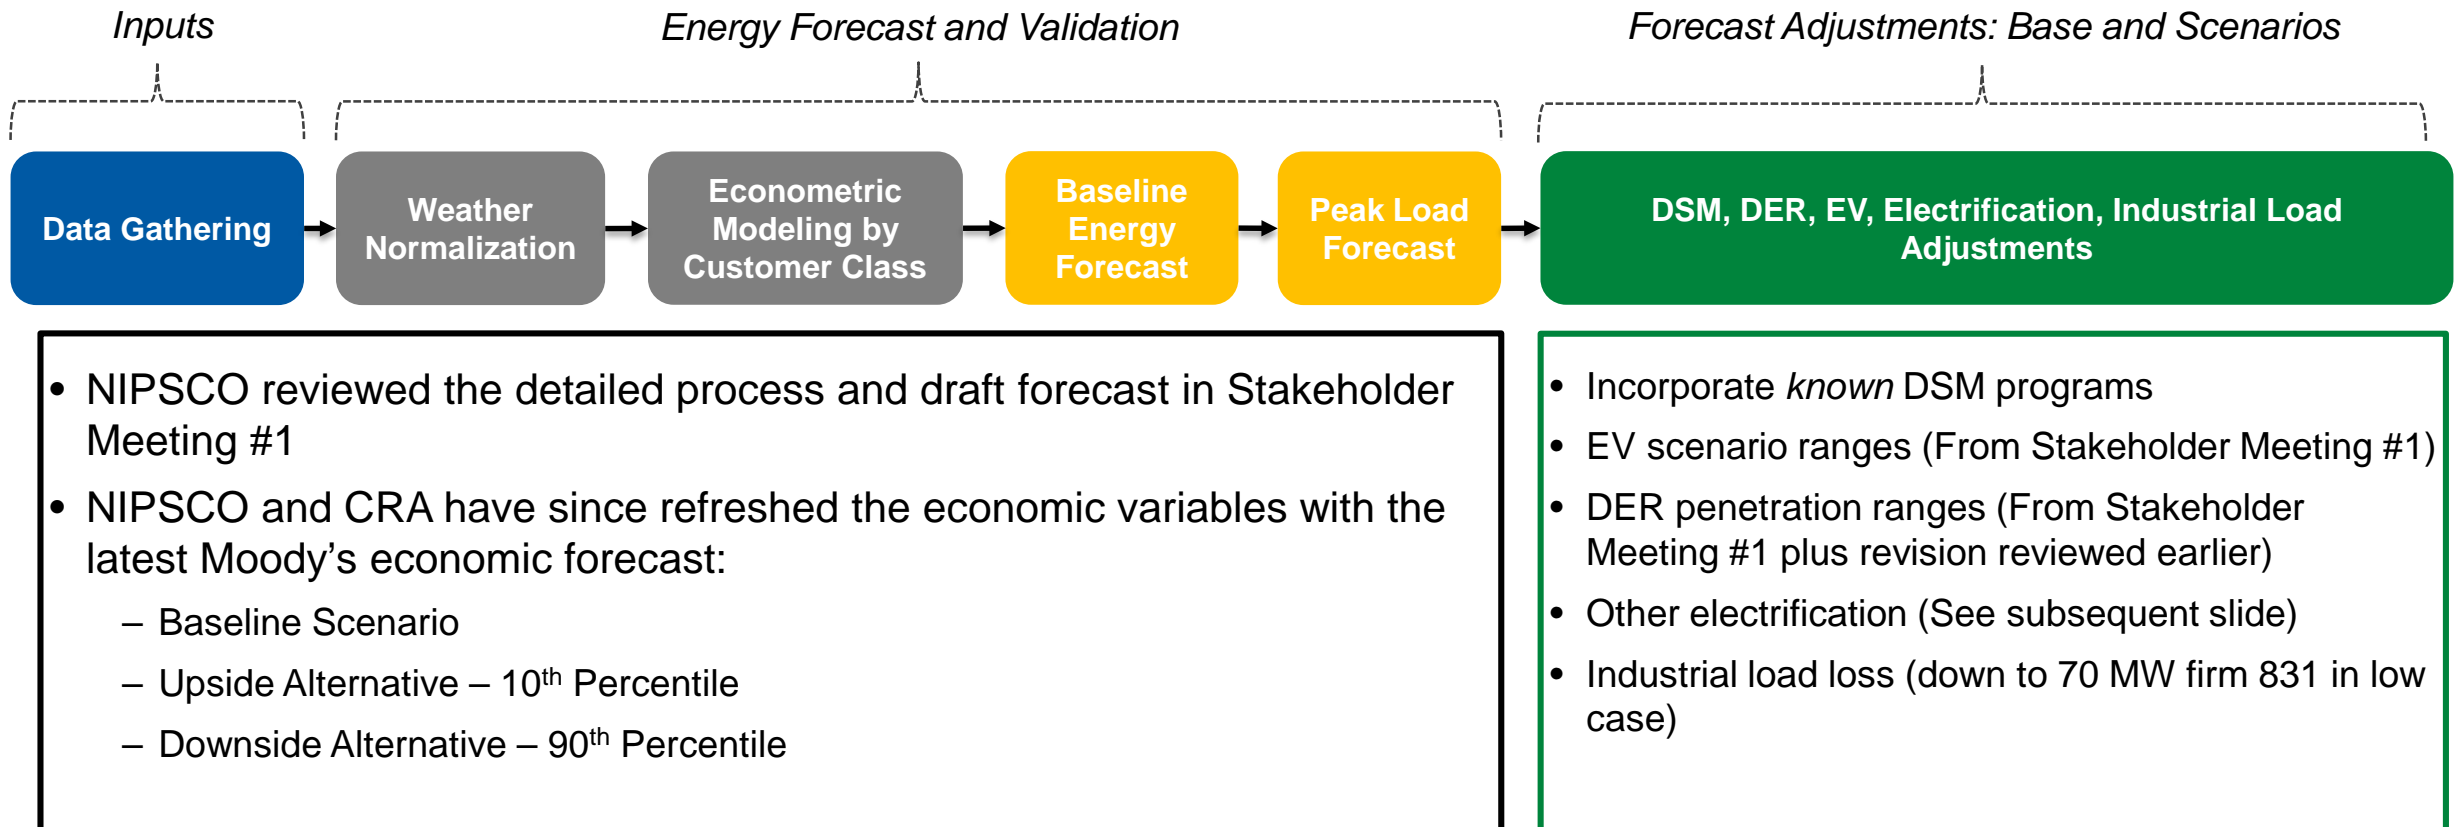 Inputs
Energy Forecast and Validation
Forecast Adjustments: Base and Scenarios
Data Gathering
Weather
Normalization
Econometric
Modeling by
Customer Class
Baseline
Energy
Forecast
Peak Load
Forecast
DSM, DER, EV, Electrification, Industrial Load
Adjustments
• NIPSCO reviewed the detailed process and draft forecast in Stakeholder
Meeting #1
• NIPSCO and CRA have since refreshed the economic variables with the
latest Moody’s economic forecast:
– Baseline Scenario
– Upside Alternative – 10th Percentile
– Downside Alternative – 90th Percentile
• Incorporate known DSM programs
• EV scenario ranges (From Stakeholder Meeting #1)
• DER penetration ranges (From Stakeholder
Meeting #1 plus revision reviewed earlier)
• Other electrification (See subsequent slide)
• Industrial load loss (down to 70 MW firm 831 in low
case)